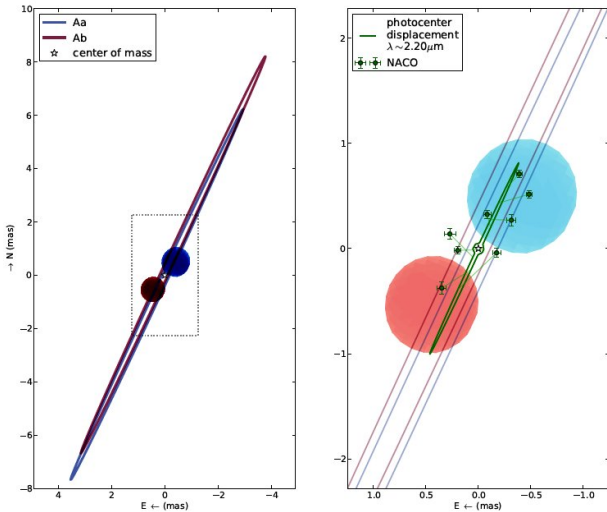 Aa
Ab
center of mass
10
8
6
4
2
0
−2
−4
−6
−8
→ N (mas)
4
2
0
−2
−4
E ← (mas)
photocenter
displacement
λ∼2.20μm
NACO
2
1
0
−1
−2
1.0
0.5
0.0
−0.5
−1.0
E ← (mas)